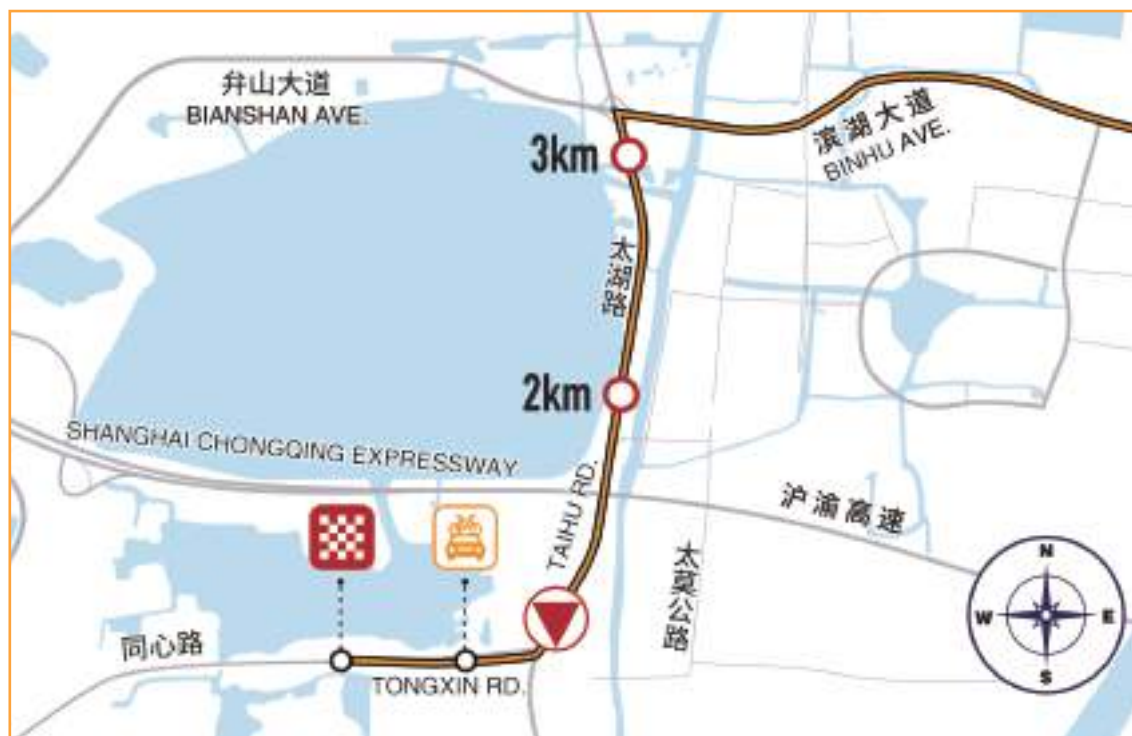 弁山大道
BIANSHAN AVE.
3km
滨湖大道
BINHU AVE.
太湖路
2km
SHANGHAI CHONGQING EXPRESSWAY
TAIHU RD.
沪渝高速
太莫公路
同心路
TONGXIN RD.
N
W
E
S